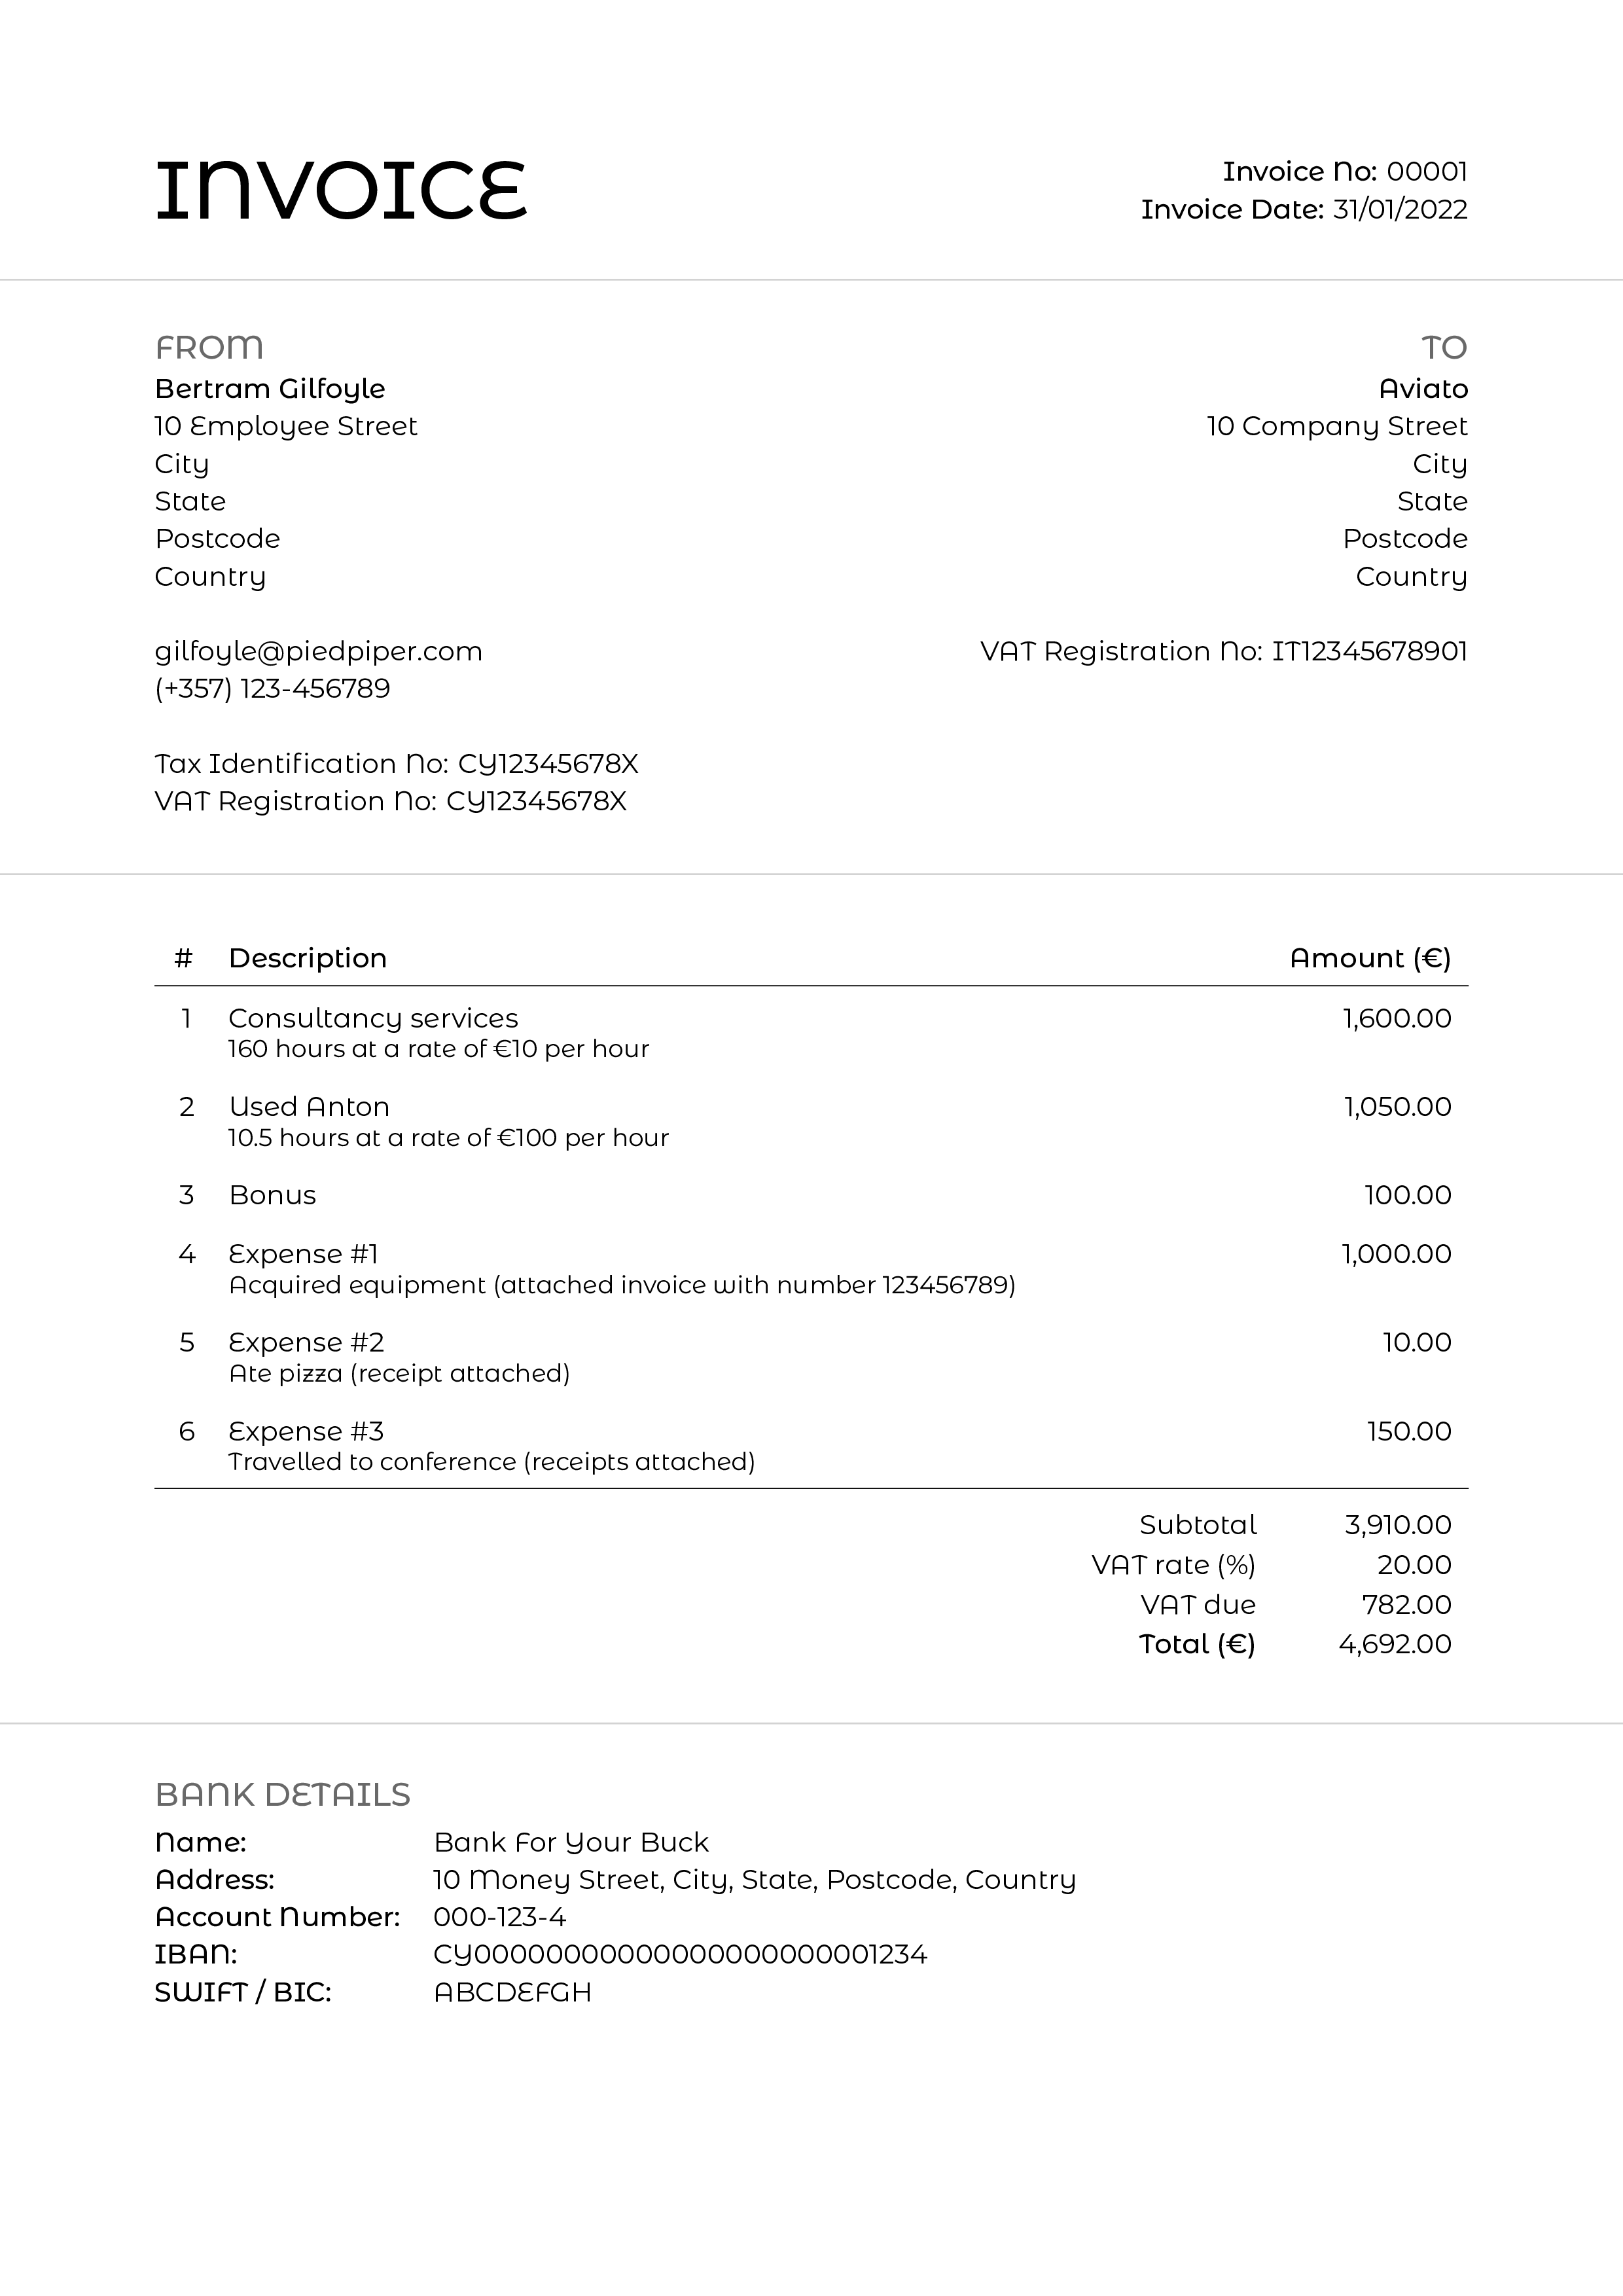 INVOICE
Invoice No: 00001
Invoice Date: 31/01/2022
FROM
Bertram Gilfoyle
10 Employee Street
City
State
Postcode
Country
gilfoyle@piedpiper.com
(+357) 123-456789
Tax Identification No: CY12345678X
VAT Registration No: CY12345678X
TO
Aviato
10 Company Street
City
State
Postcode
Country
VAT Registration No: IT12345678901
# Description Amount (€)
1 Consultancy services 1,600.00
160 hours at a rate of €10 per hour
2 Used Anton 1,050.00
10.5 hours at a rate of €100 per hour
3 Bonus 100.00
4 Expense #1 1,000.00
Acquired equipment (attached invoice with number 123456789)
5 Expense #2 10.00
Ate pizza (receipt attached)
6 Expense #3 150.00
Travelled to conference (receipts attached)
Subtotal 3,910.00
VAT rate (%) 20.00
VAT due 782.00
Total (€) 4,692.00
BANK DETAILS
Name: Bank For Your Buck
Address: 10 Money Street, City, State, Postcode, Country
Account Number: 000-123-4
IBAN: CY00000000000000000000001234
SWIFT / BIC: ABCDEFGH